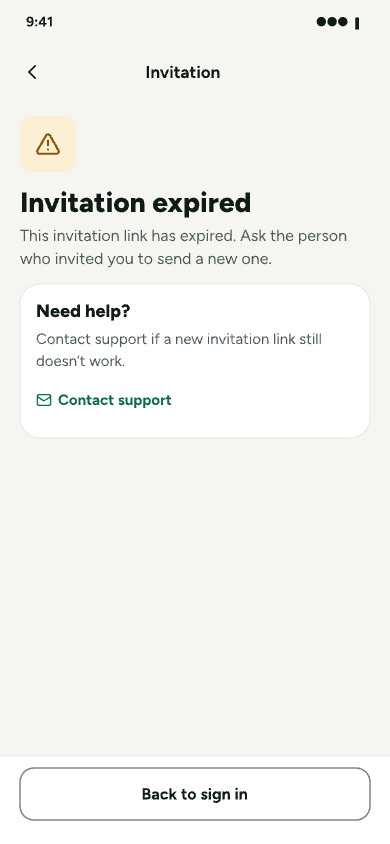 9:41
Invitation
Invitation expired
This invitation link has expired. Ask the person
who invited you to send a new one.
Need help?
Contact support if a new invitation link still
doesn't work.
Contact support
Back to sign in